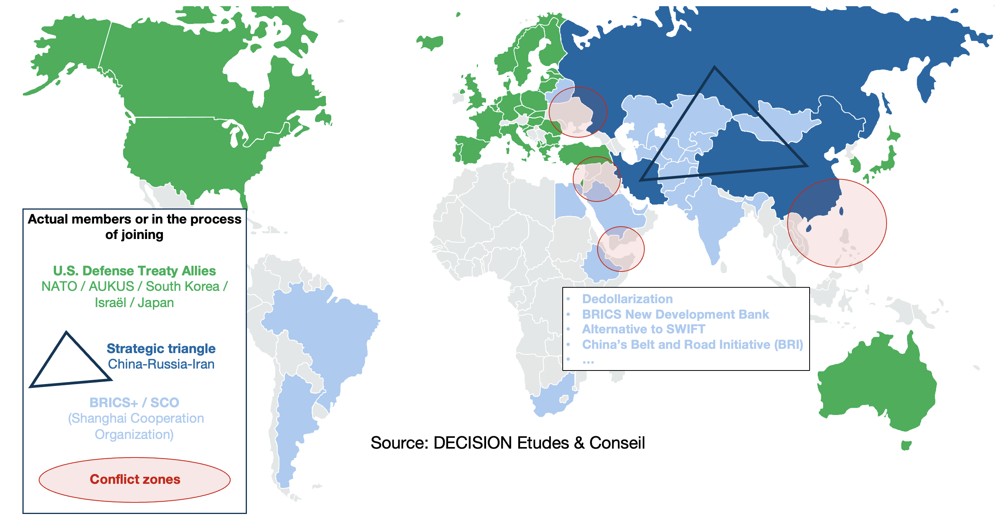 Actual members or in the process
of joining
U.S. Defense Treaty Allies
NATO / AUKUS / South Korea /
Israël / Japan
Strategic triangle
China-Russia-Iran
BRICS+ / SCO
(Shanghai Cooperation
Organization)
Conflict zones
• Dedollarization
• BRICS New Development Bank
• Alternative to SWIFT
• China’s Belt and Road Initiative (BRI)
• ...
Source: DECISION Etudes & Conseil